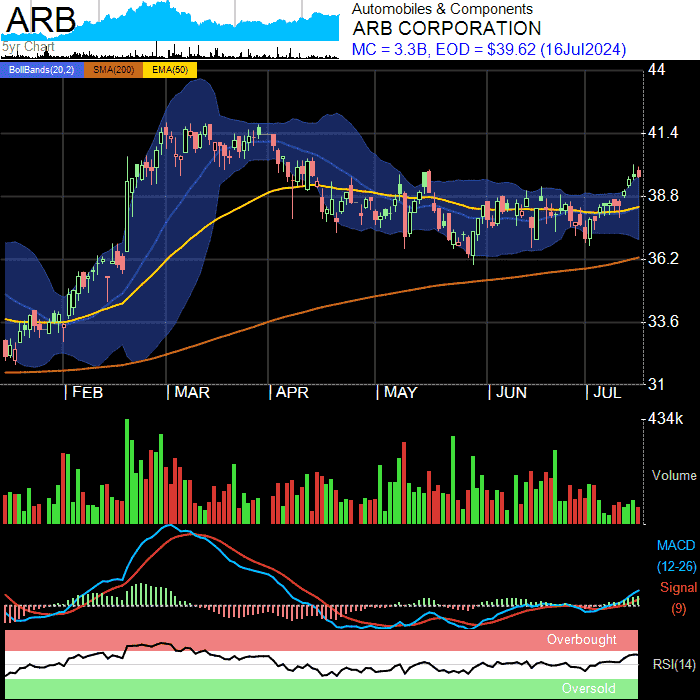 ARB
5yr Chart
Automobiles & Components
ARB CORPORATION
MC = 3.3B, EOD = $39.62 (16Jul2024)
BollBands(20,2) SMA(200) EMA(50)
44
41.4
38.8
36.2
33.6
31
FEB MAR APR MAY JUN JUL
434k
Volume
MACD
(12-26)
Signal
(9)
Overbought
RSI(14)
Oversold